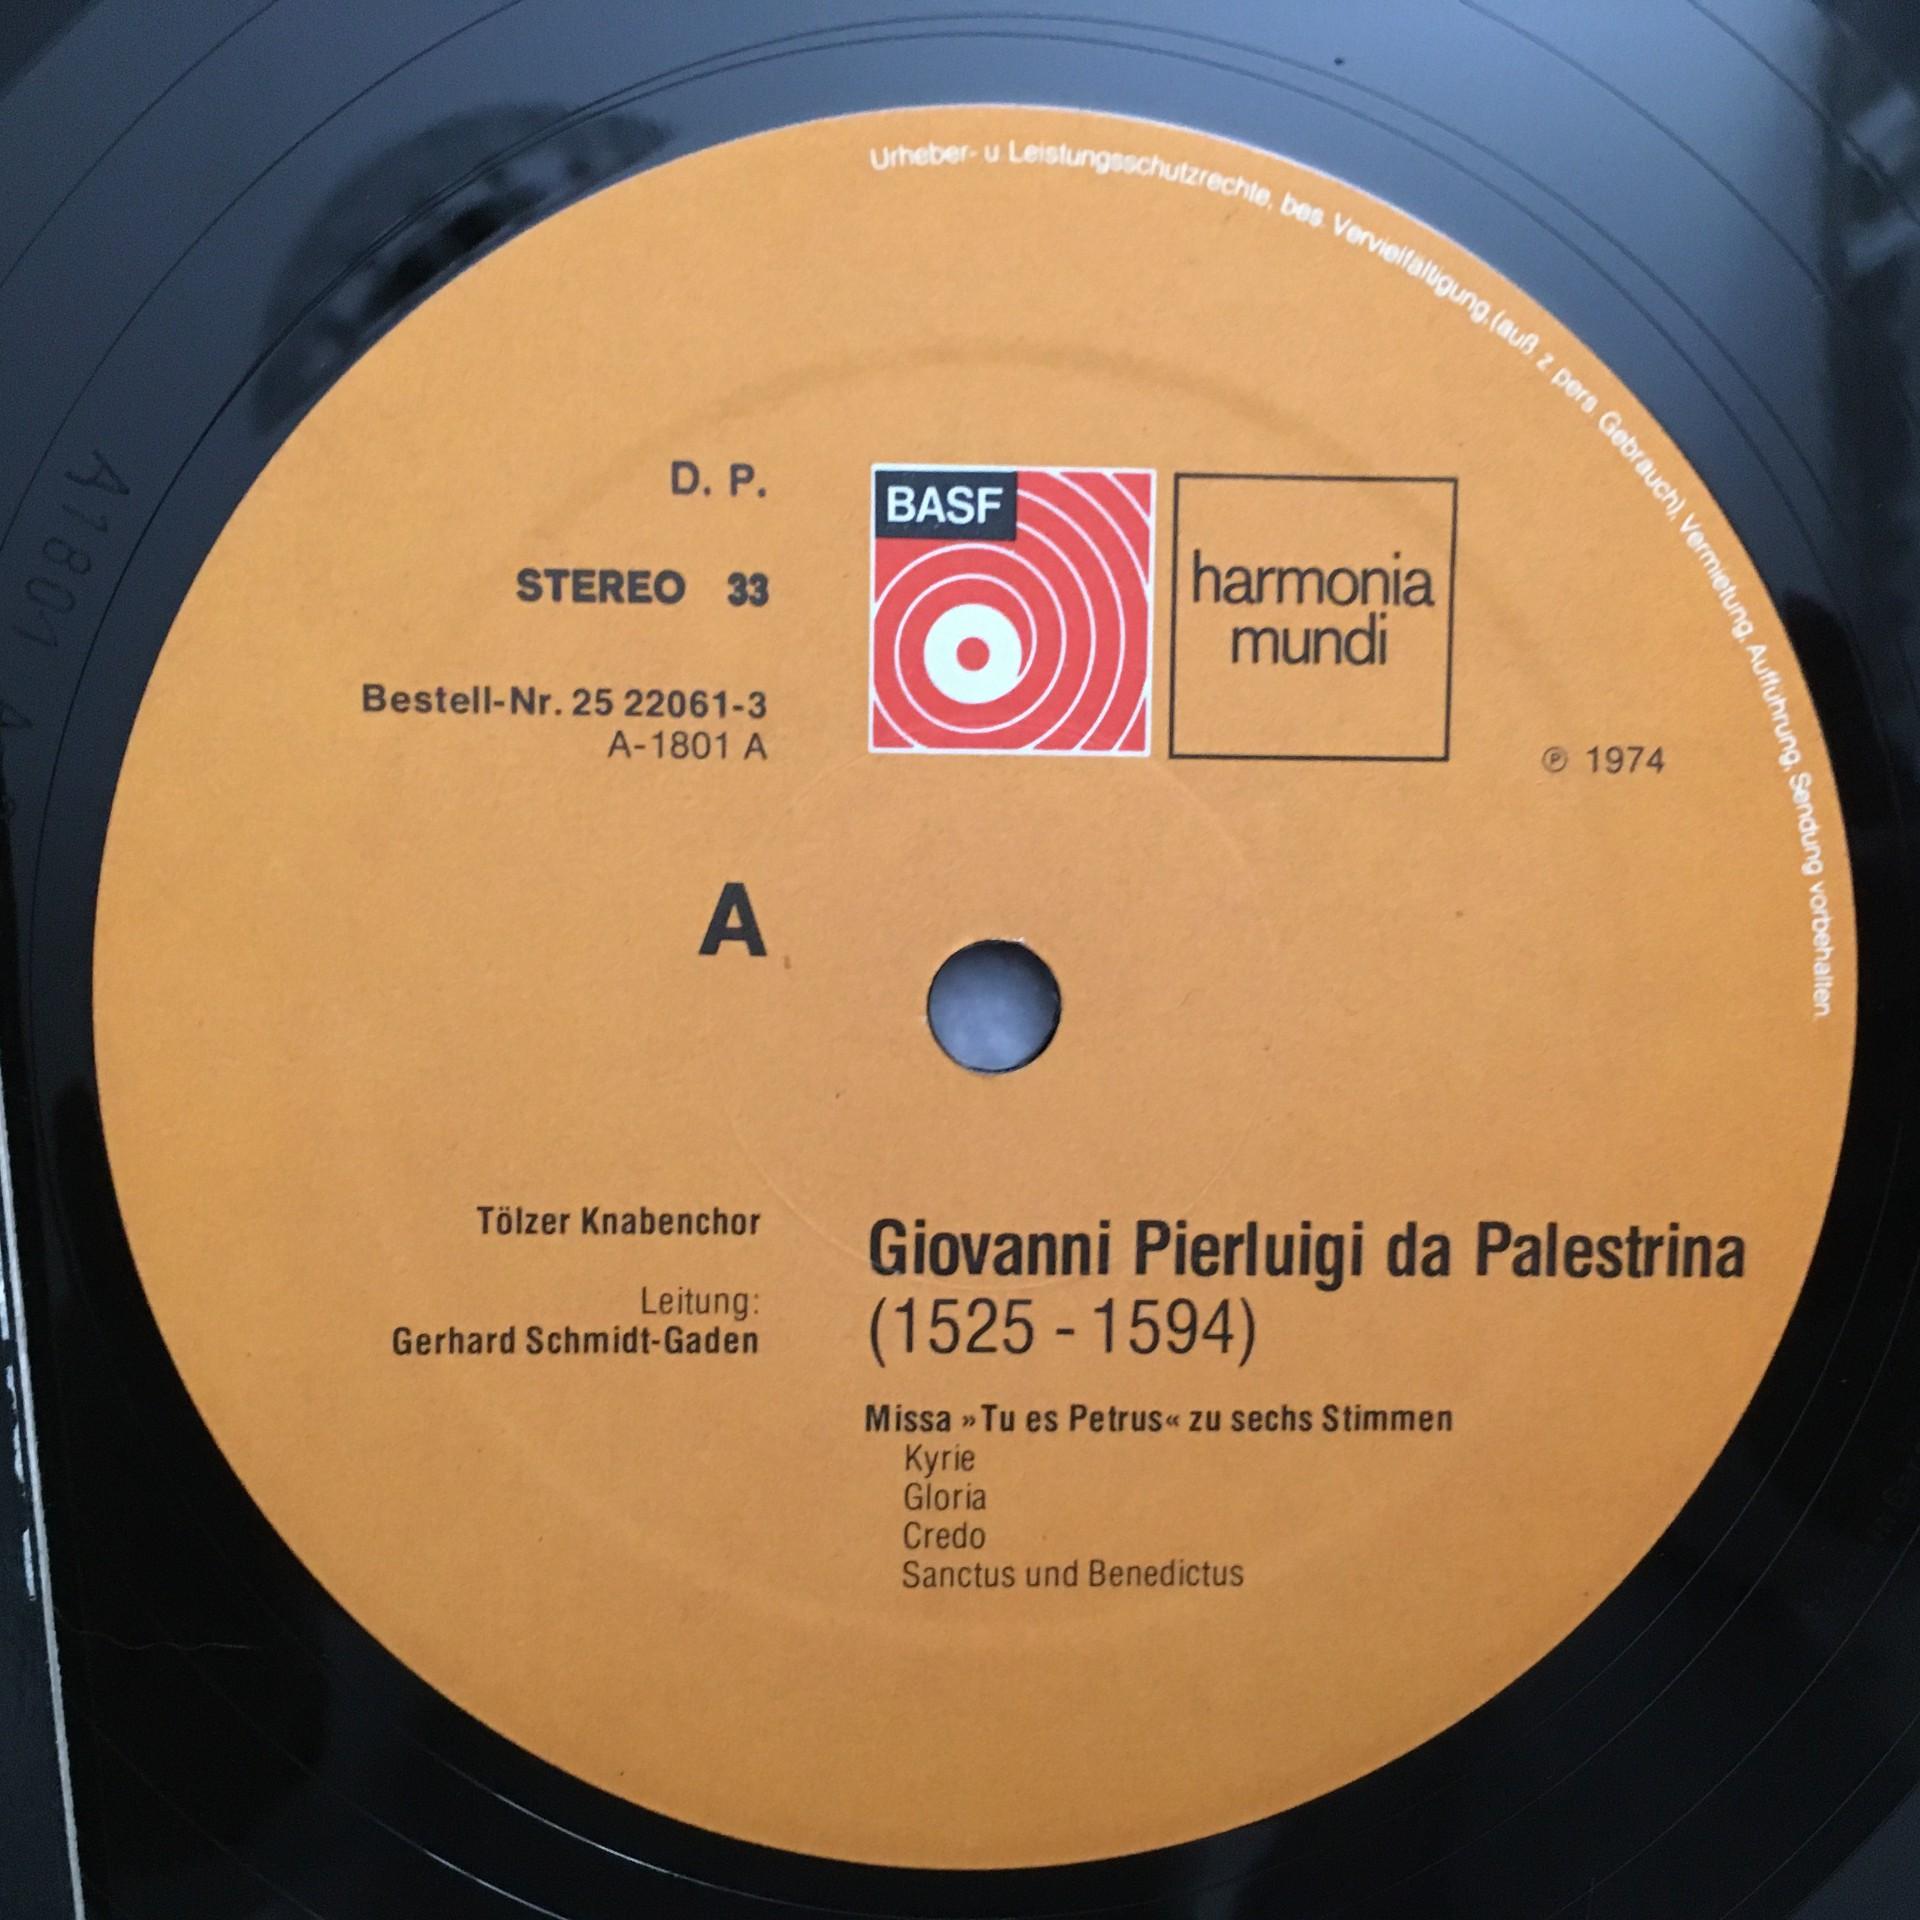 Urheber- u Leistungsschutzrechte, bes. Vervielfältigung, (auß. z pers. Gebrauch), Vermietung, Aufführung, Sendung vorbehalten.
D. P.
STEREO 33
Bestell-Nr. 25 22061-3
A-1801 A
BASF
harmonia
mundi
℗ 1974
A
Tölzer Knabenchor
Leitung:
Gerhard Schmidt-Gaden
Giovanni Pierluigi da Palestrina
(1525 - 1594)
Missa »Tu es Petrus« zu sechs Stimmen
Kyrie
Gloria
Credo
Sanctus und Benedictus
A1801 A